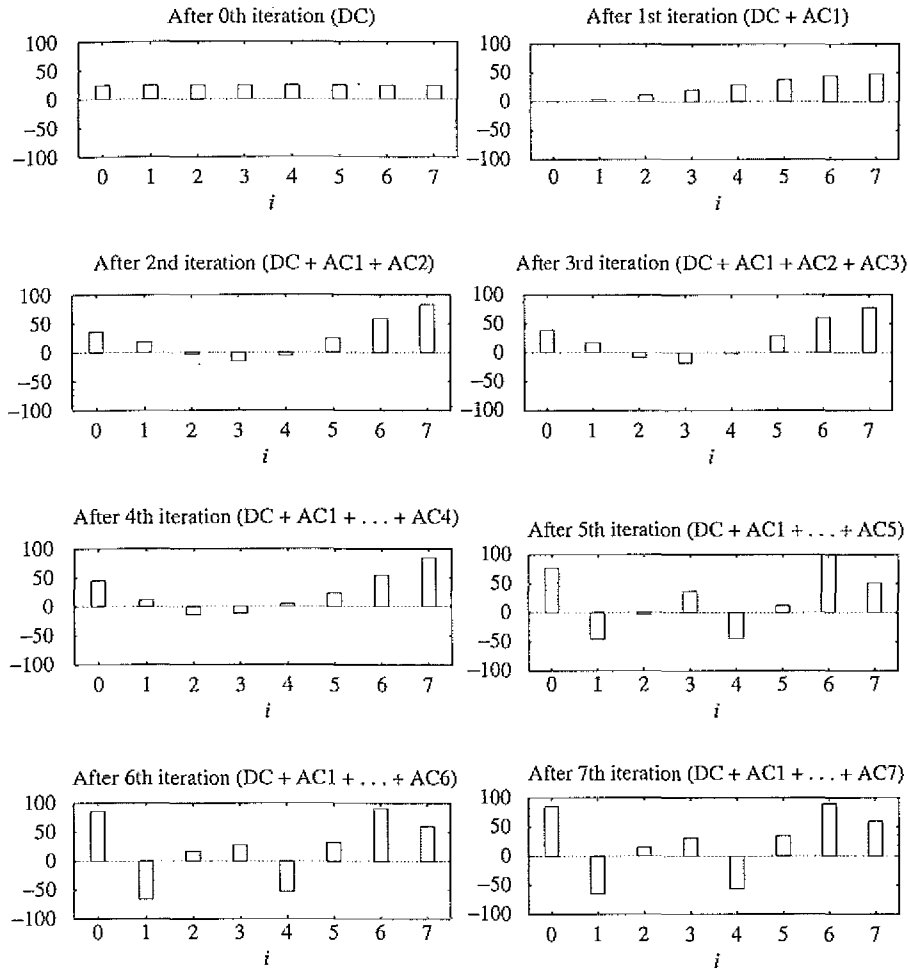 After 0th iteration (DC)
100
50
0
−50
−100
0 1 2 3 4 5 6 7
i
After 1st iteration (DC + AC1)
100
50
0
−50
−100
0 1 2 3 4 5 6 7
i
After 2nd iteration (DC + AC1 + AC2)
100
50
0
−50
−100
0 1 2 3 4 5 6 7
i
After 3rd iteration (DC + AC1 + AC2 + AC3)
100
50
0
−50
−100
0 1 2 3 4 5 6 7
i
After 4th iteration (DC + AC1 + . . . + AC4)
100
50
0
−50
−100
0 1 2 3 4 5 6 7
i
After 5th iteration (DC + AC1 + . . . + AC5)
100
50
0
−50
−100
0 1 2 3 4 5 6 7
i
After 6th iteration (DC + AC1 + . . . + AC6)
100
50
0
−50
−100
0 1 2 3 4 5 6 7
i
After 7th iteration (DC + AC1 + . . . + AC7)
100
50
0
−50
−100
0 1 2 3 4 5 6 7
i